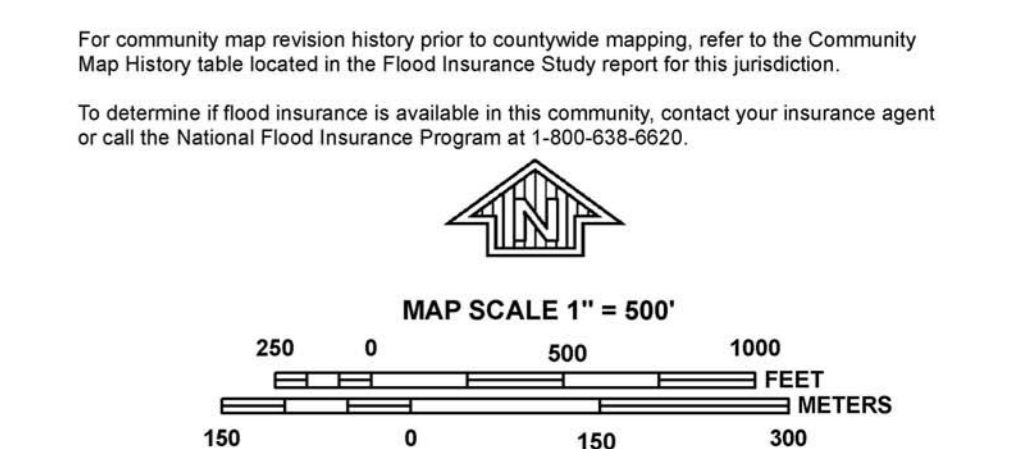 For community map revision history prior to countywide mapping, refer to the Community
Map History table located in the Flood Insurance Study report for this jurisdiction.
To determine if flood insurance is available in this community, contact your insurance agent
or call the National Flood Insurance Program at 1-800-638-6620.
N
MAP SCALE 1" = 500'
250 0 500 1000
FEET
METERS
150 0 150 300